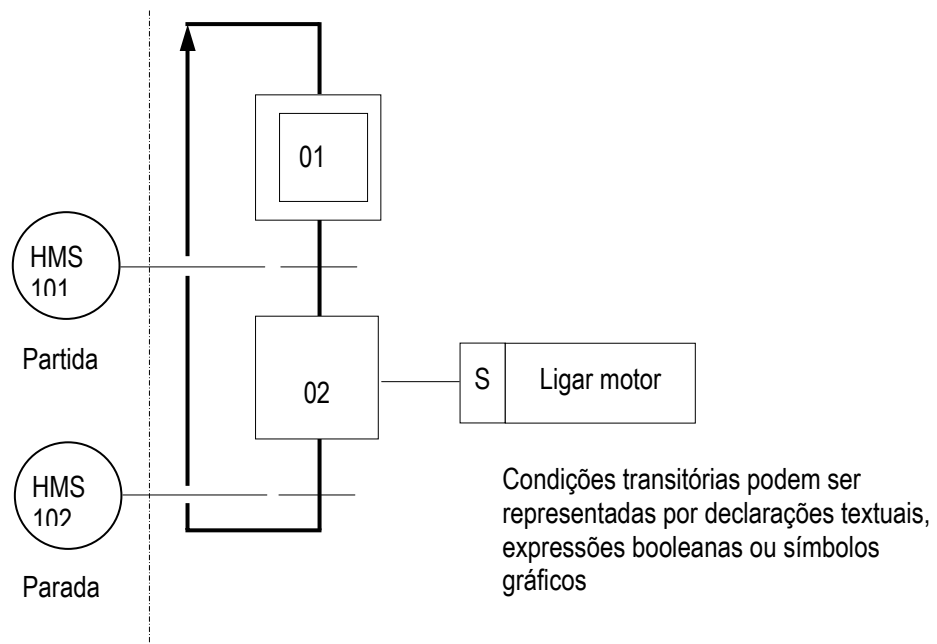 01
HMS
101
Partida
02
S
Ligar motor
HMS
102
Parada
Condições transitórias podem ser
representadas por declarações textuais,
expressões booleanas ou símbolos
gráficos